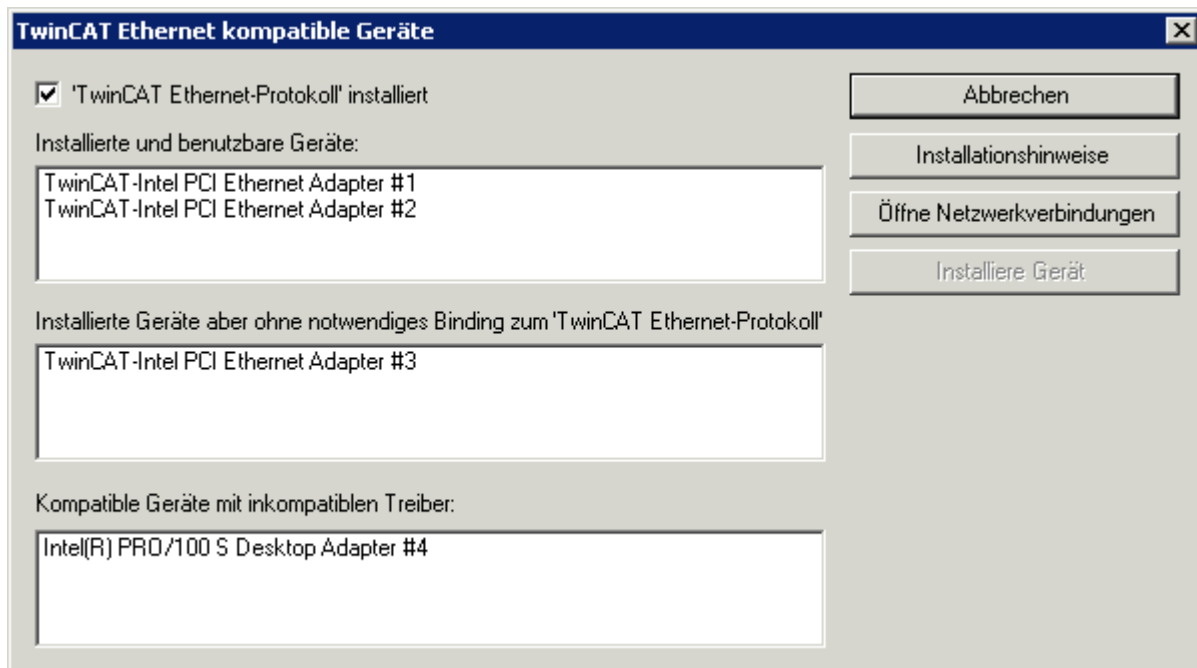 TwinCAT Ethernet kompatible Geräte
'TwinCAT Ethernet-Protokoll' installiert
Installierte und benutzbare Geräte:
TwinCAT-Intel PCI Ethernet Adapter #1
TwinCAT-Intel PCI Ethernet Adapter #2
Installierte Geräte aber ohne notwendiges Binding zum 'TwinCAT Ethernet-Protokoll'
TwinCAT-Intel PCI Ethernet Adapter #3
Kompatible Geräte mit inkompatiblen Treiber:
Intel(R) PRO/100 S Desktop Adapter #4
Abbrechen
Installationshinweise
Öffne Netzwerkverbindungen
Installiere Gerät